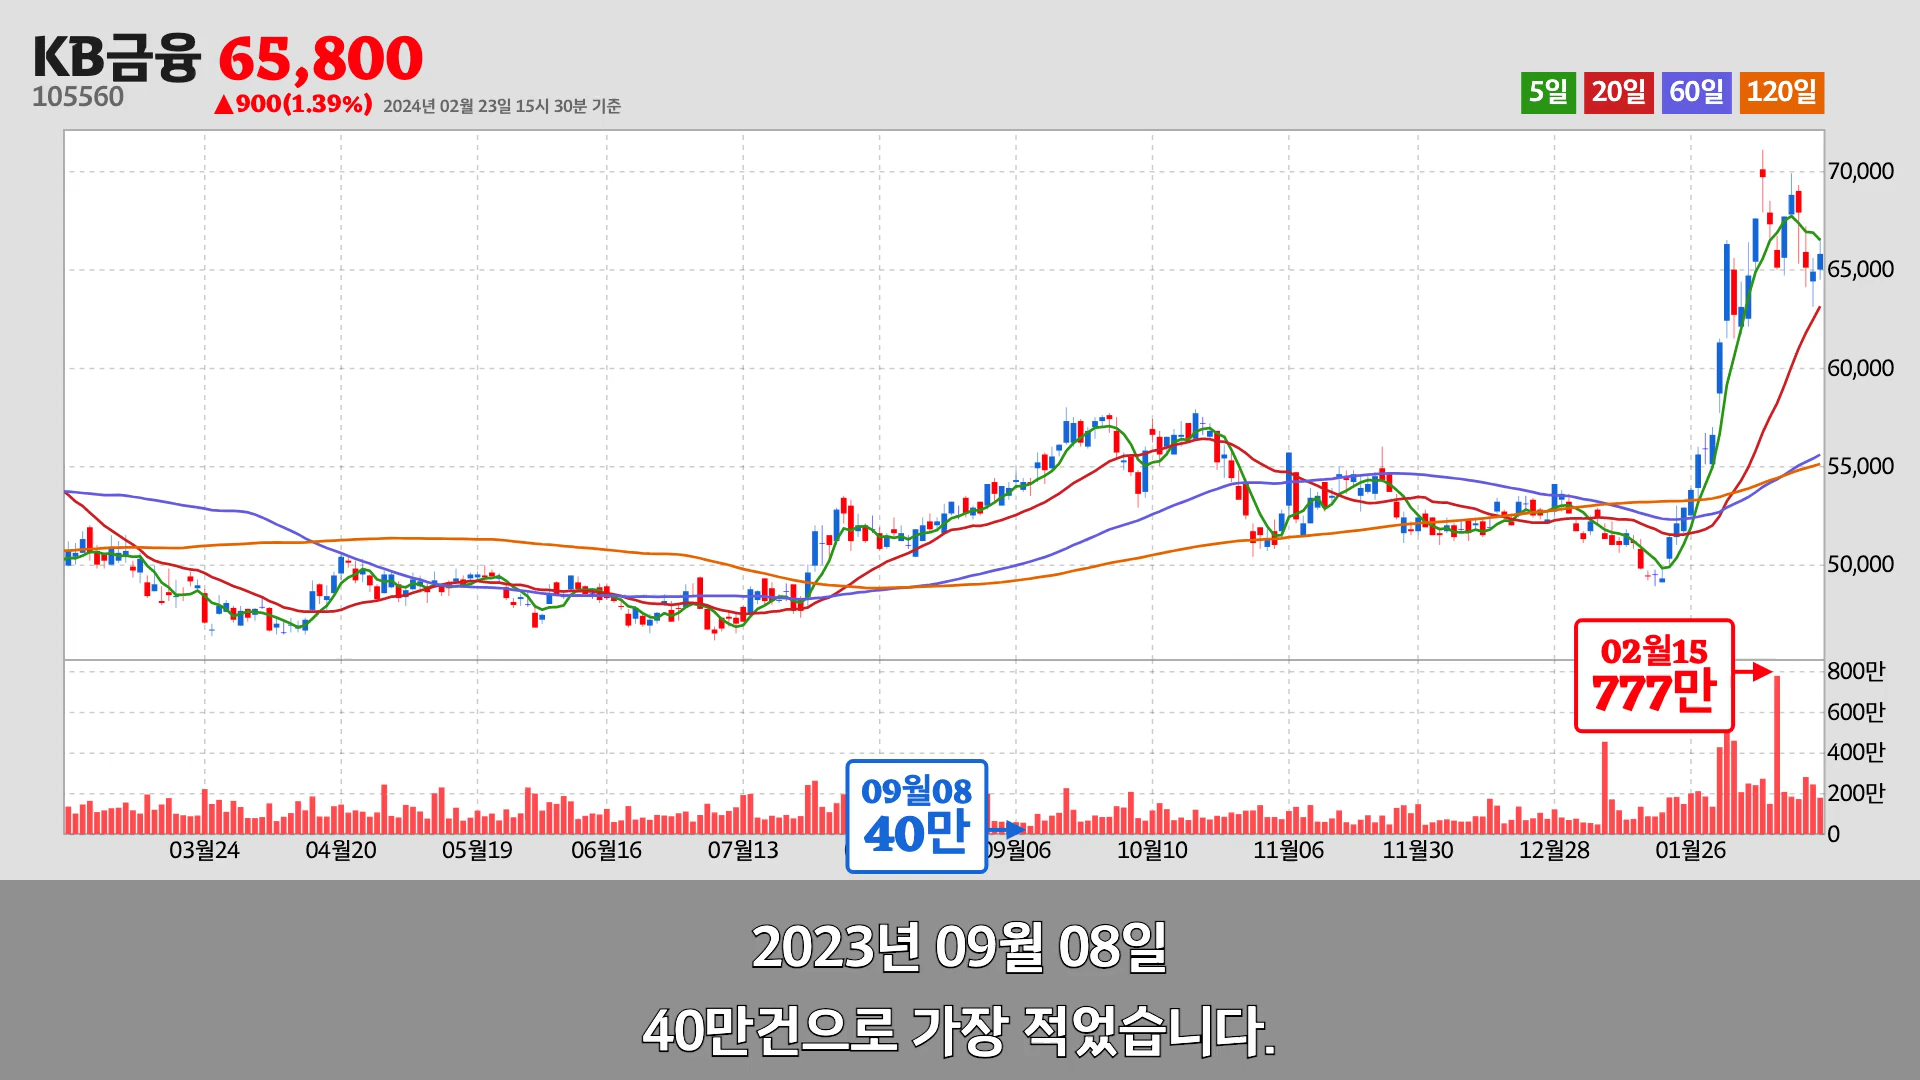 KB금융 65,800
105560
▲900(1.39%) 2024년 02월 23일 15시 30분 기준
5일 20일 60일 120일
70,000
65,000
60,000
55,000
50,000
02월15
777만
800만
600만
400만
200만
0
09월08
40만
03월24 04월20 05월19 06월16 07월13 09월06 10월10 11월06 11월30 12월28 01월26
2023년 09월 08일
40만건으로 가장 적었습니다.